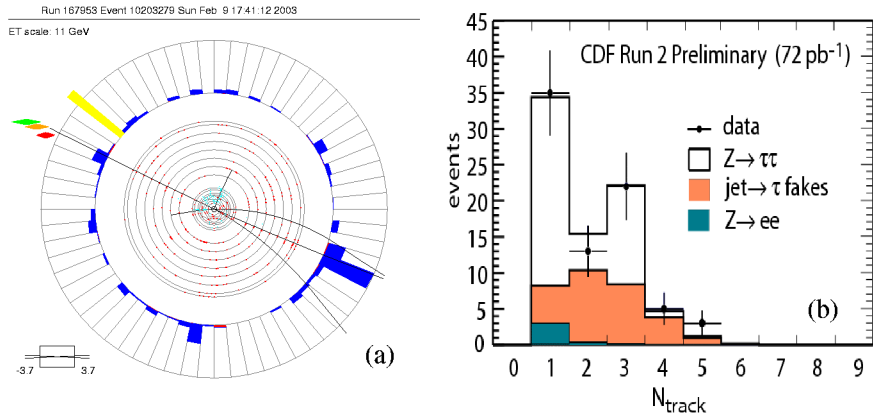 Run 167953 Event 10203279 Sun Feb 9 17:41:12 2003
ET scale: 11 GeV
-3.7 3.7
(a)
CDF Run 2 Preliminary (72 pb⁻¹)
data
Z→ττ
jet→τ fakes
Z→ee
events
45
40
35
30
25
20
15
10
5
0
0 1 2 3 4 5 6 7 8 9
N_track
(b)